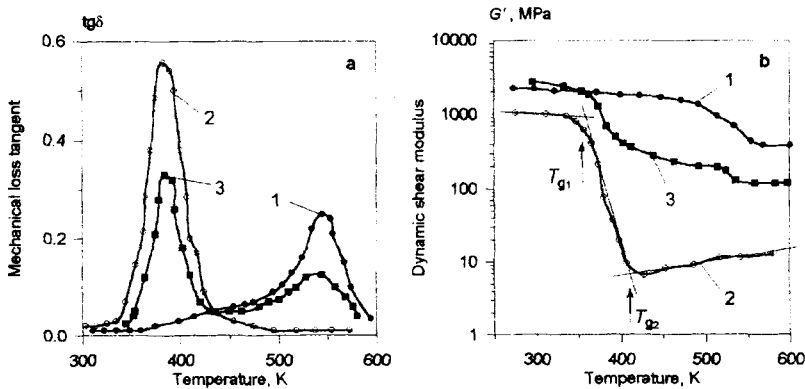 tgδ
0.6
a
2
0.4
3
1
0.2
0.0
300
400
500
600
Temperature, K
Mechanical loss tangent
G′, MPa
10000
b
1
1000
Tg1
3
100
10
2
Tg2
1
300
400
500
600
Temperature, K
Dynamic shear modulus